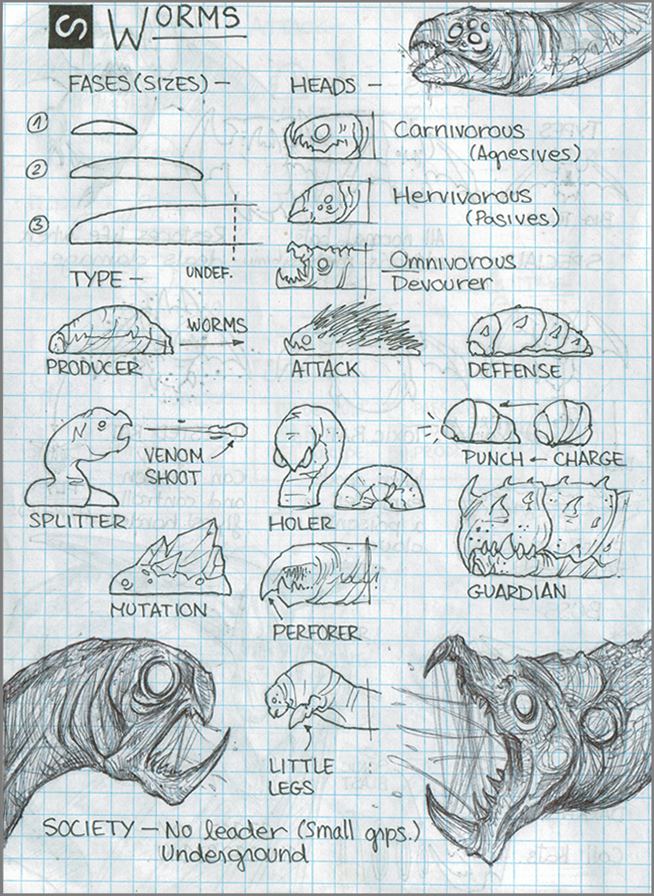 S WORMS
FASES (SIZES) —
HEADS —
1
2
3
UNDEF.
Carnivorous
(Agresives)
Hervivorous
(Pasives)
Omnivorous
Devourer
TYPE —
PRODUCER
WORMS
ATTACK
DEFFENSE
SPLITTER
VENOM
SHOOT
HOLER
PUNCH ← CHARGE
MUTATION
PERFORER
GUARDIAN
LITTLE
LEGS
SOCIETY — No leader (Small grps.)
Underground